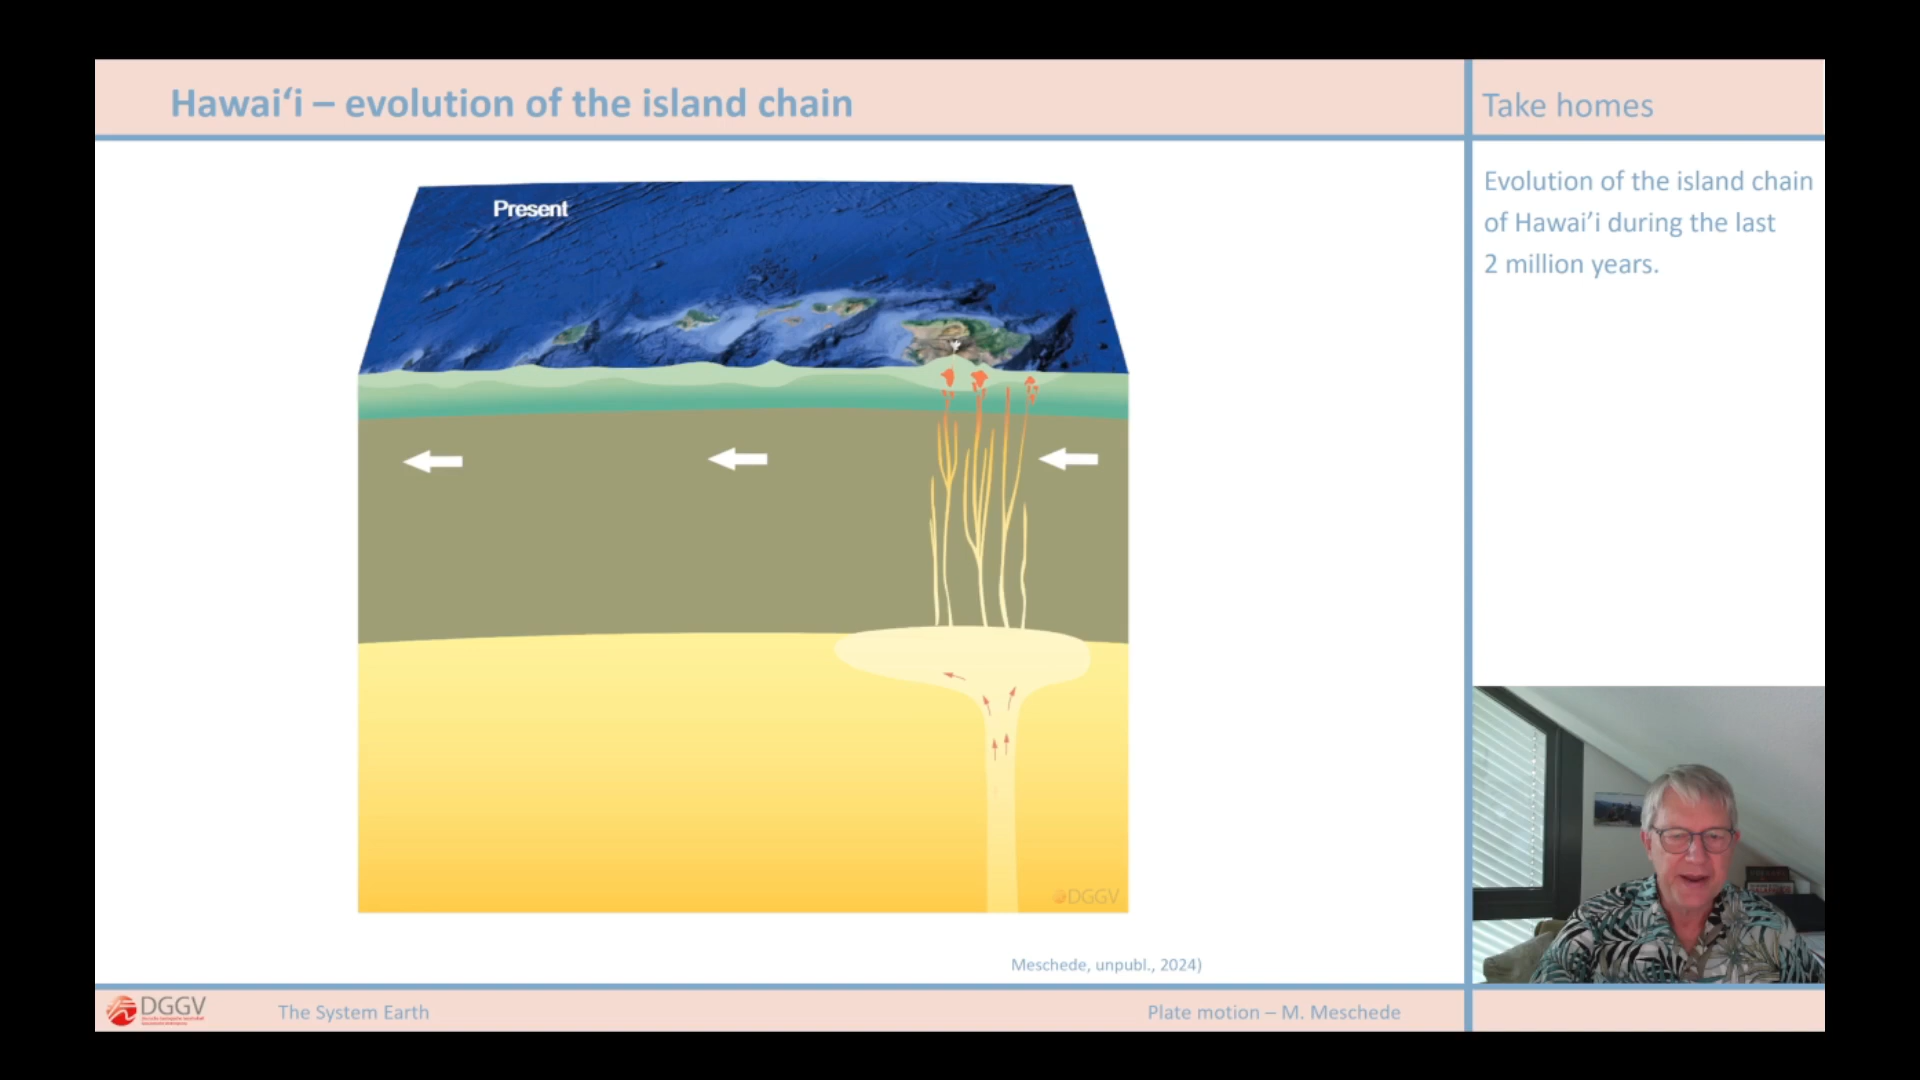 Hawai‘i – evolution of the island chain
Take homes
Evolution of the island chain
of Hawai’i during the last
2 million years.
Present
DGGV
Meschede, unpubl., 2024)
DGGV
The System Earth
Plate motion – M. Meschede